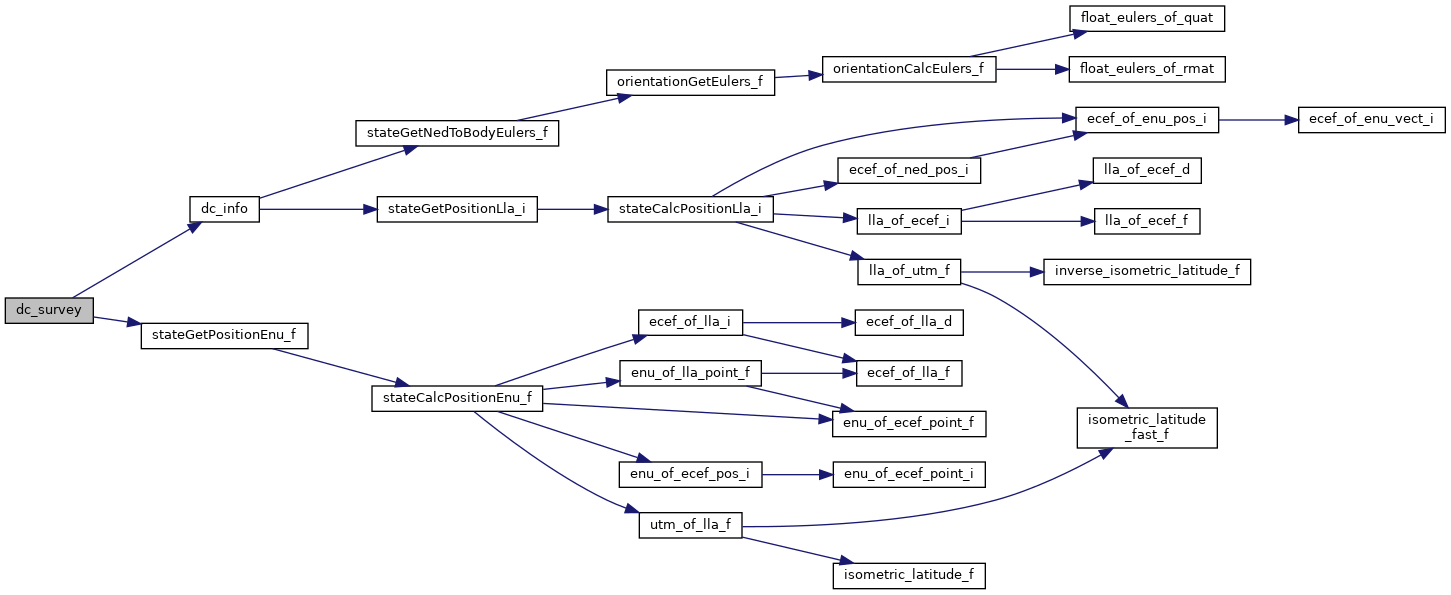 float_eulers_of_quat
orientationCalcEulers_f
float_eulers_of_rmat
orientationGetEulers_f
stateGetNedToBodyEulers_f
ecef_of_enu_pos_i
ecef_of_enu_vect_i
ecef_of_ned_pos_i
lla_of_ecef_d
dc_info
stateGetPositionLla_i
stateCalcPositionLla_i
lla_of_ecef_i
lla_of_ecef_f
lla_of_utm_f
inverse_isometric_latitude_f
dc_survey
stateGetPositionEnu_f
ecef_of_lla_i
ecef_of_lla_d
enu_of_lla_point_f
ecef_of_lla_f
stateCalcPositionEnu_f
enu_of_ecef_point_f
isometric_latitude
_fast_f
enu_of_ecef_pos_i
enu_of_ecef_point_i
utm_of_lla_f
isometric_latitude_f